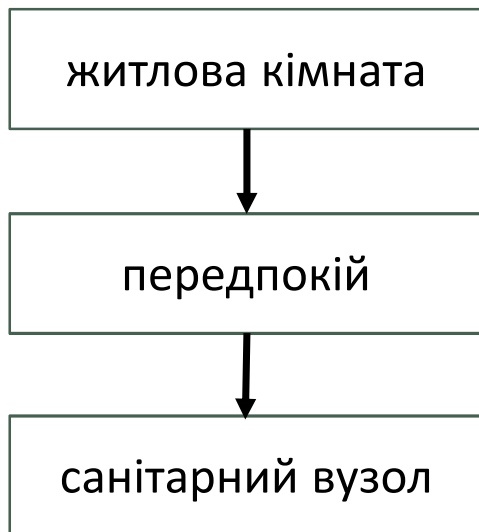 житлова кімната
передпокій
санітарний вузол